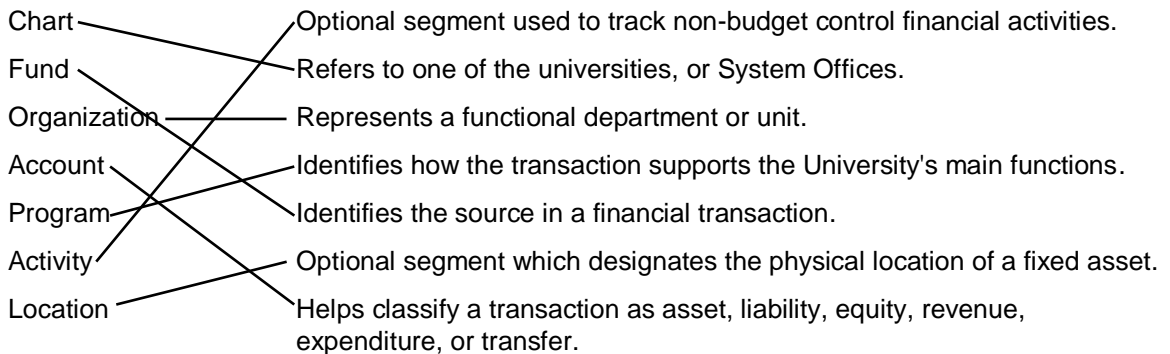 Chart Optional segment used to track non-budget control financial activities.
Fund Refers to one of the universities, or System Offices.
Organization Represents a functional department or unit.
Account Identifies how the transaction supports the University's main functions.
Program Identifies the source in a financial transaction.
Activity Optional segment which designates the physical location of a fixed asset.
Location Helps classify a transaction as asset, liability, equity, revenue,
expenditure, or transfer.